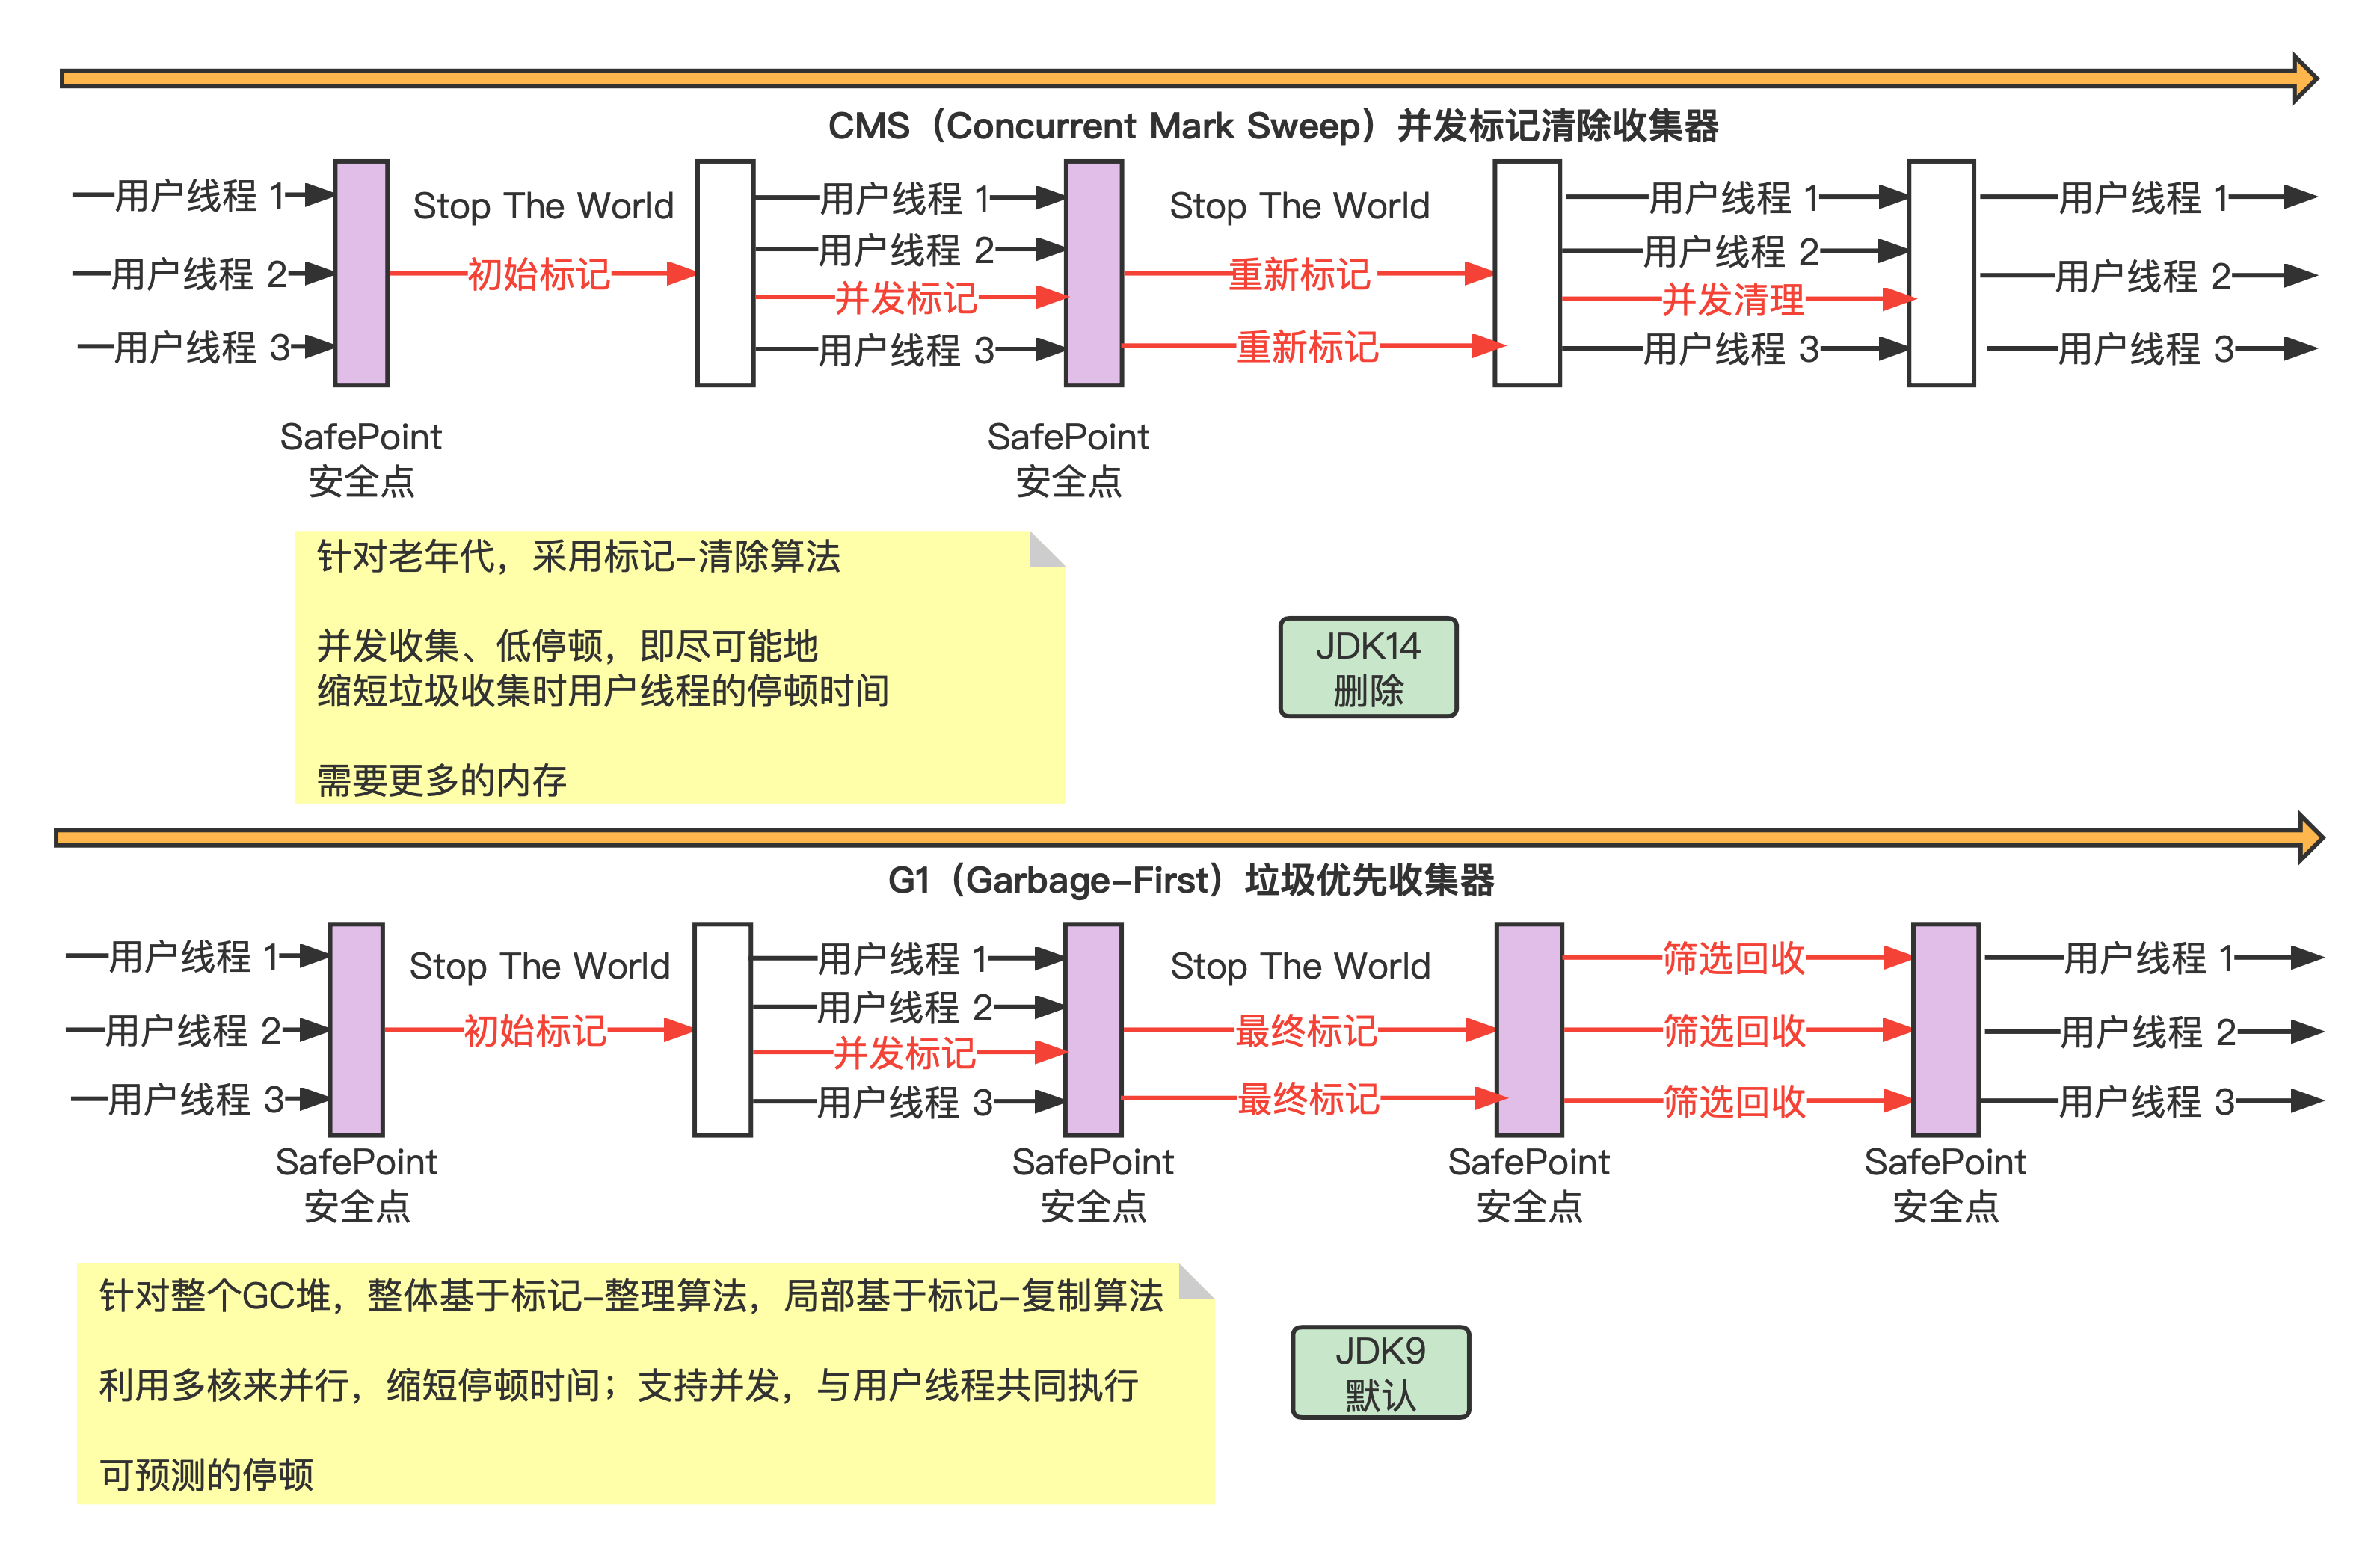 CMS（Concurrent Mark Sweep）并发标记清除收集器
用户线程 1
Stop The World
用户线程 1
Stop The World
用户线程 1
用户线程 1
用户线程 2
初始标记
用户线程 2
并发标记
重新标记
用户线程 2
并发清理
用户线程 2
用户线程 3
用户线程 3
重新标记
用户线程 3
用户线程 3
SafePoint
安全点
SafePoint
安全点
针对老年代，采用标记-清除算法
并发收集、低停顿，即尽可能地
缩短垃圾收集时用户线程的停顿时间
需要更多的内存
JDK14
删除
G1（Garbage-First）垃圾优先收集器
用户线程 1
Stop The World
用户线程 1
Stop The World
筛选回收
用户线程 1
用户线程 2
初始标记
用户线程 2
并发标记
最终标记
筛选回收
用户线程 2
用户线程 3
用户线程 3
最终标记
筛选回收
用户线程 3
SafePoint
安全点
SafePoint
安全点
SafePoint
安全点
SafePoint
安全点
针对整个GC堆，整体基于标记-整理算法，局部基于标记-复制算法
利用多核来并行，缩短停顿时间；支持并发，与用户线程共同执行
可预测的停顿
JDK9
默认